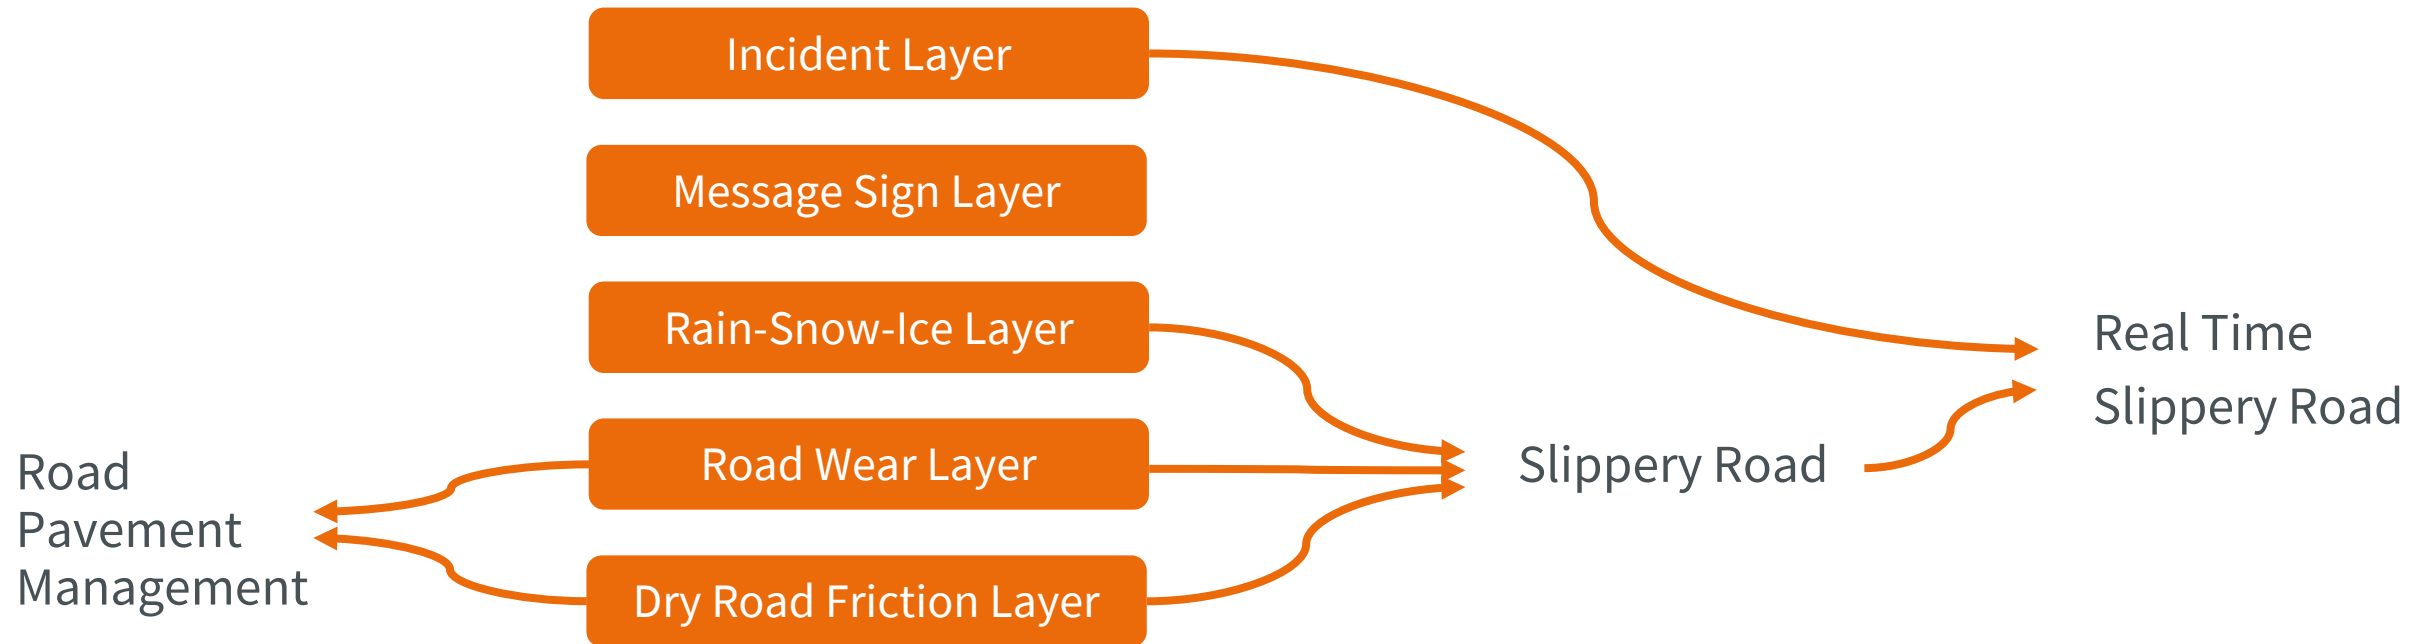 Incident Layer
Message Sign Layer
Rain-Snow-Ice Layer
Road Wear Layer
Dry Road Friction Layer
Road
Pavement
Management
Slippery Road
Real Time
Slippery Road